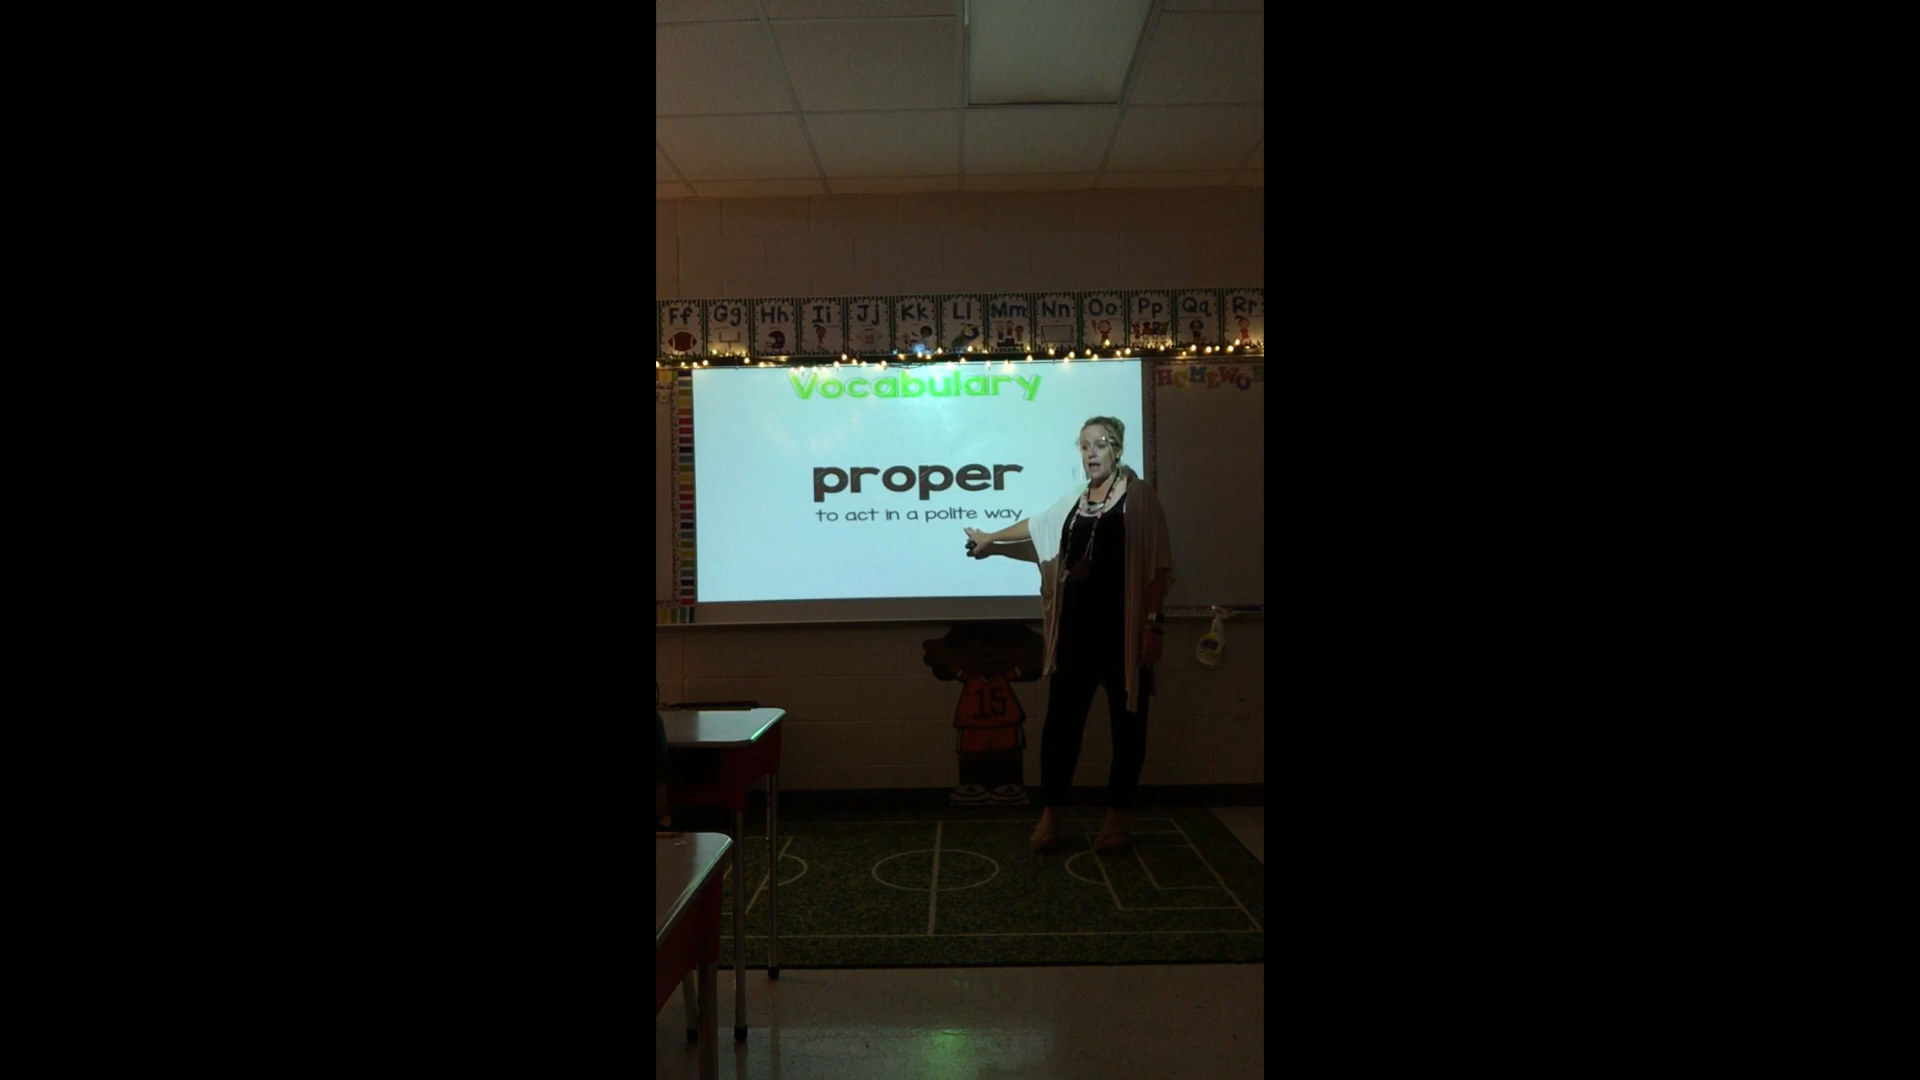 Ff Gg Hh Ii Jj Kk Ll Mm Nn Oo Pp Qq Rr
HOMEWO
Vocabulary
proper
to act in a polite way
15